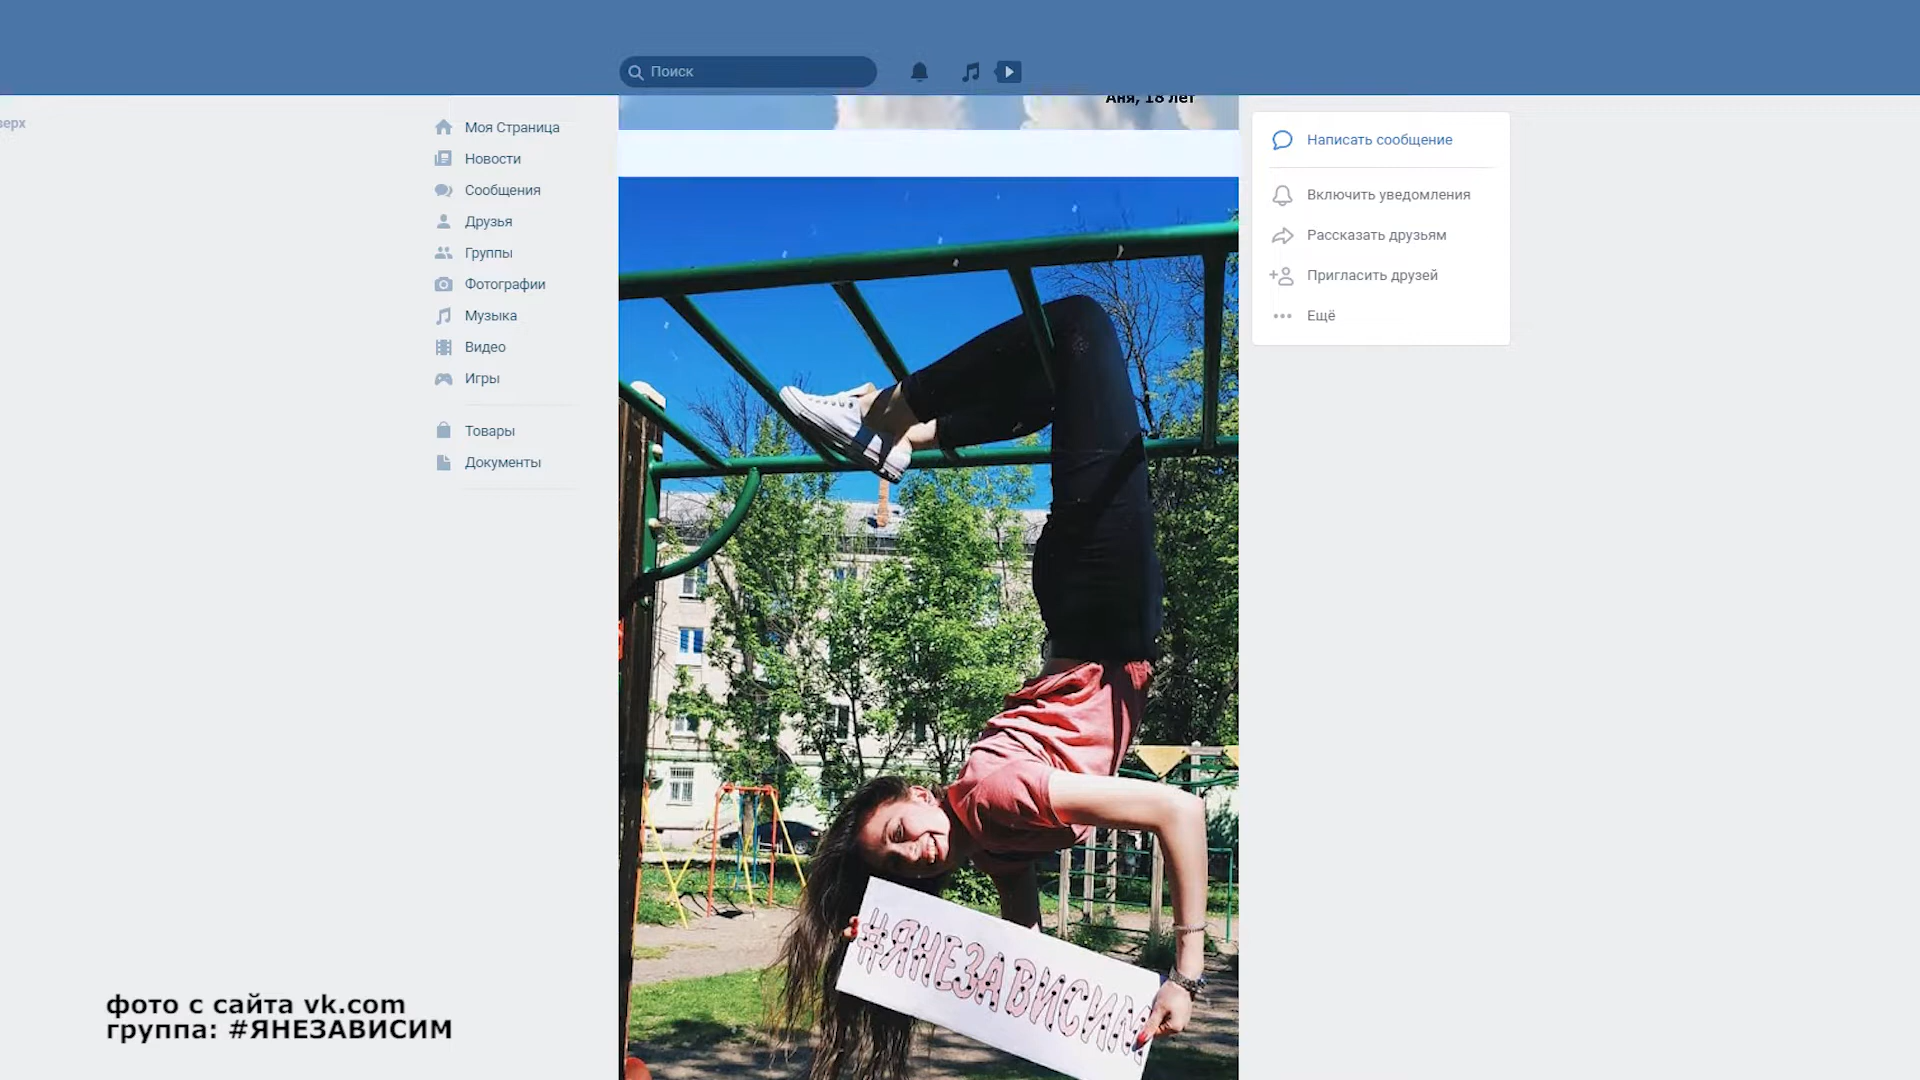 Поиск
Аня, 18 лет
верх
Моя Страница
Новости
Сообщения
Друзья
Группы
Фотографии
Музыка
Видео
Игры
Товары
Документы
Написать сообщение
Включить уведомления
Рассказать друзьям
Пригласить друзей
Ещё
#ЯНЕЗАВИСИМ
фото с сайта vk.com
группа: #ЯНЕЗАВИСИМ